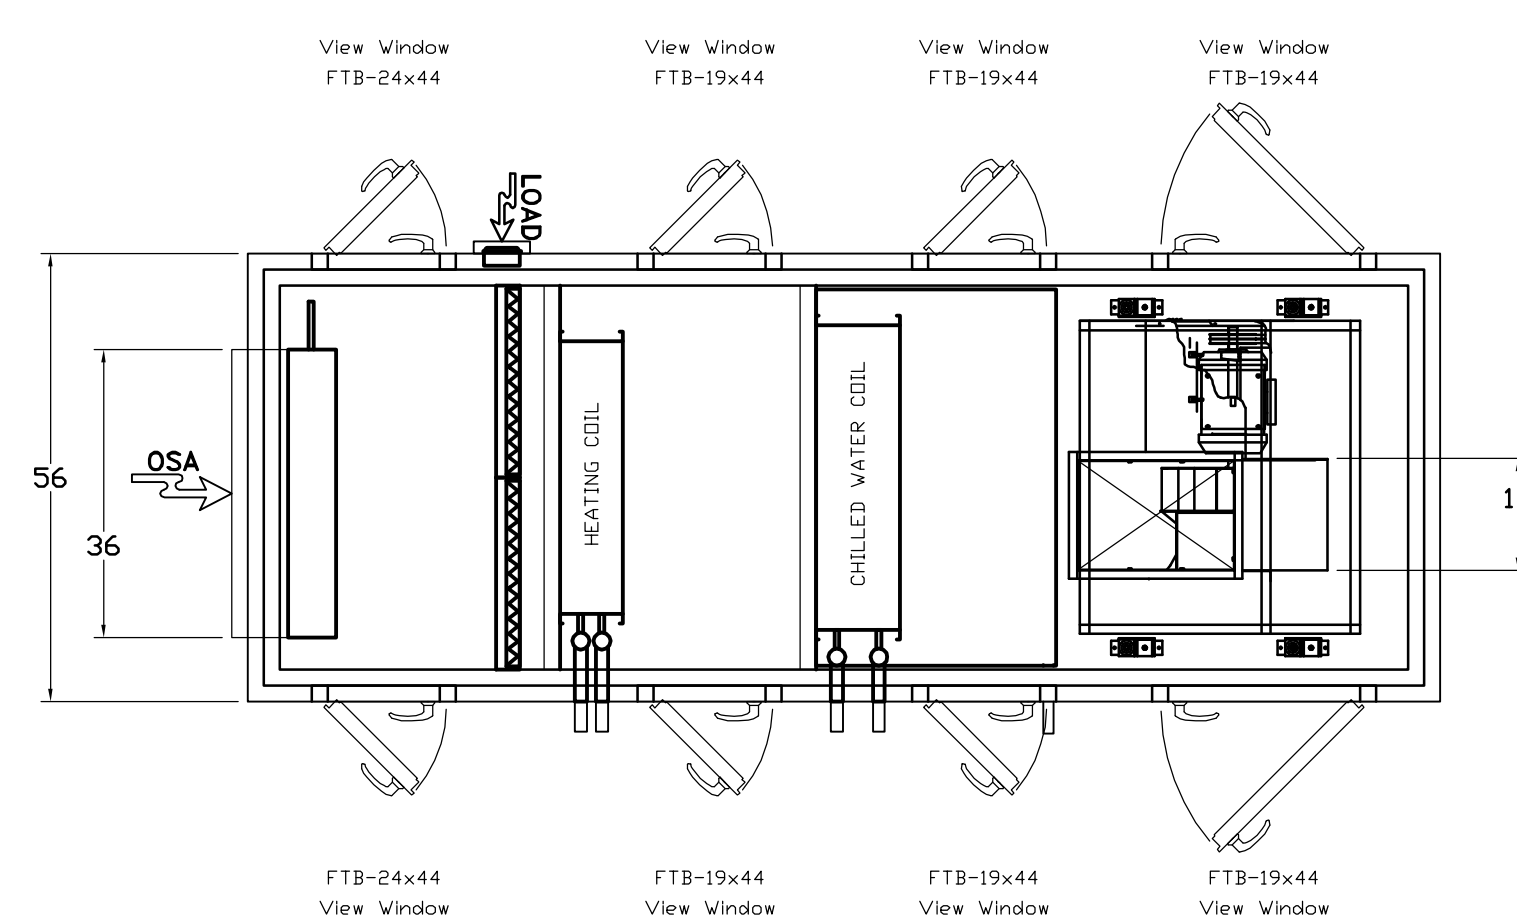 View Window
FTB-24x44
View Window
FTB-19x44
View Window
FTB-19x44
View Window
FTB-19x44
LOAD
56
36
OSA
HEATING COIL
CHILLED WATER COIL
1
FTB-24x44
View Window
FTB-19x44
View Window
FTB-19x44
View Window
FTB-19x44
View Window